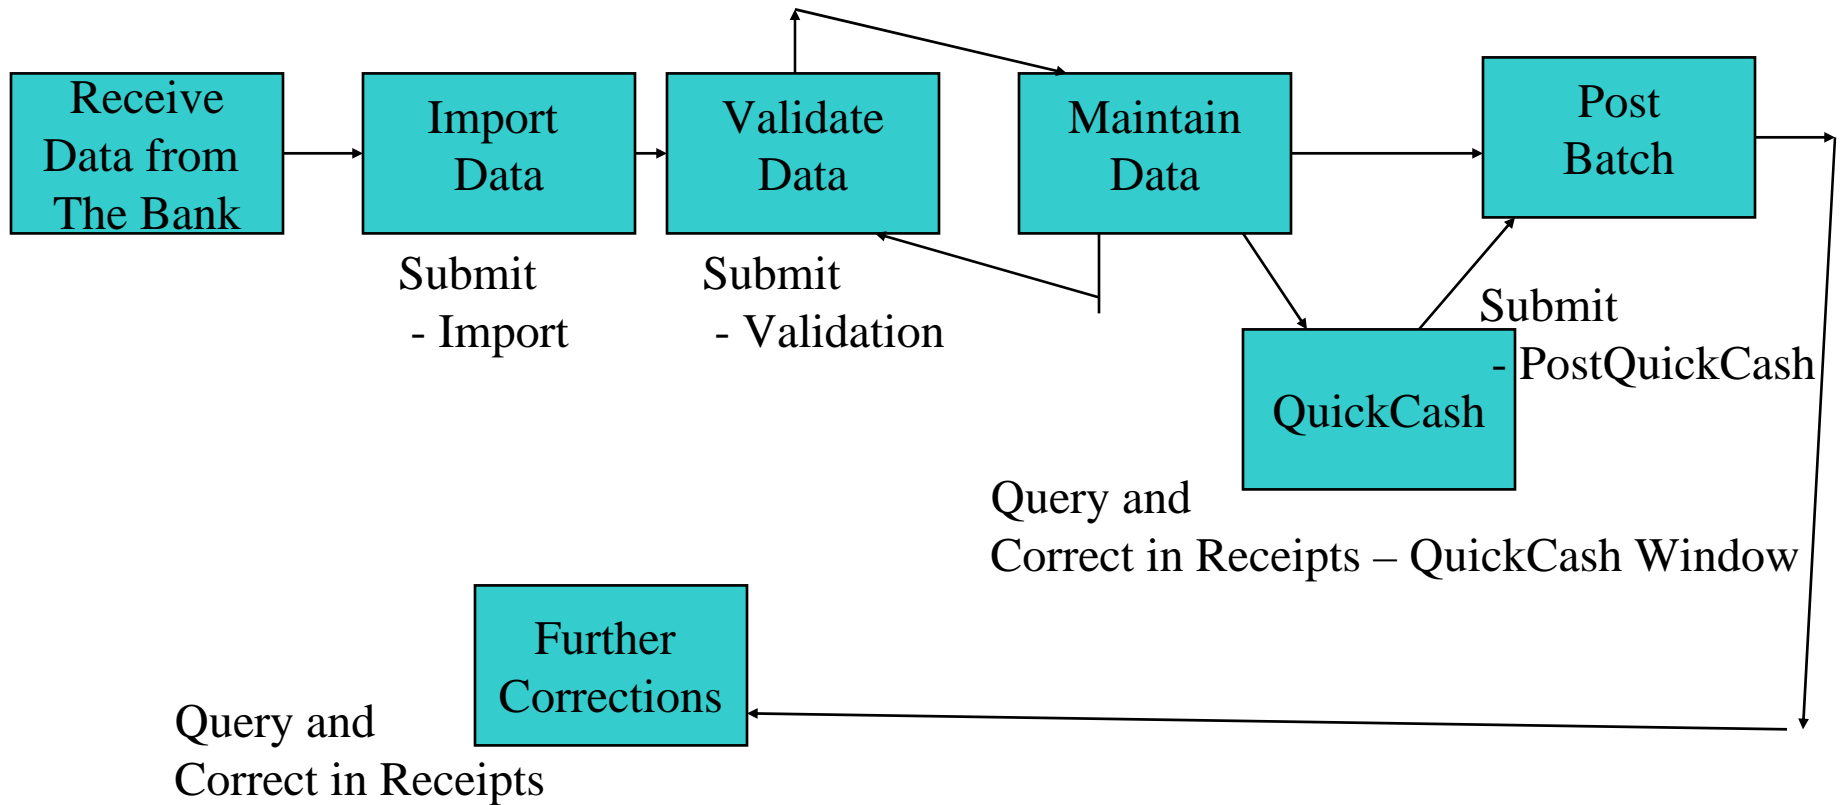 Receive
Data from
The Bank
Import
Data
Validate
Data
Maintain
Data
Post
Batch
Submit
- Import
Submit
- Validation
Submit
- PostQuickCash
QuickCash
Query and
Correct in Receipts – QuickCash Window
Further
Corrections
Query and
Correct in Receipts